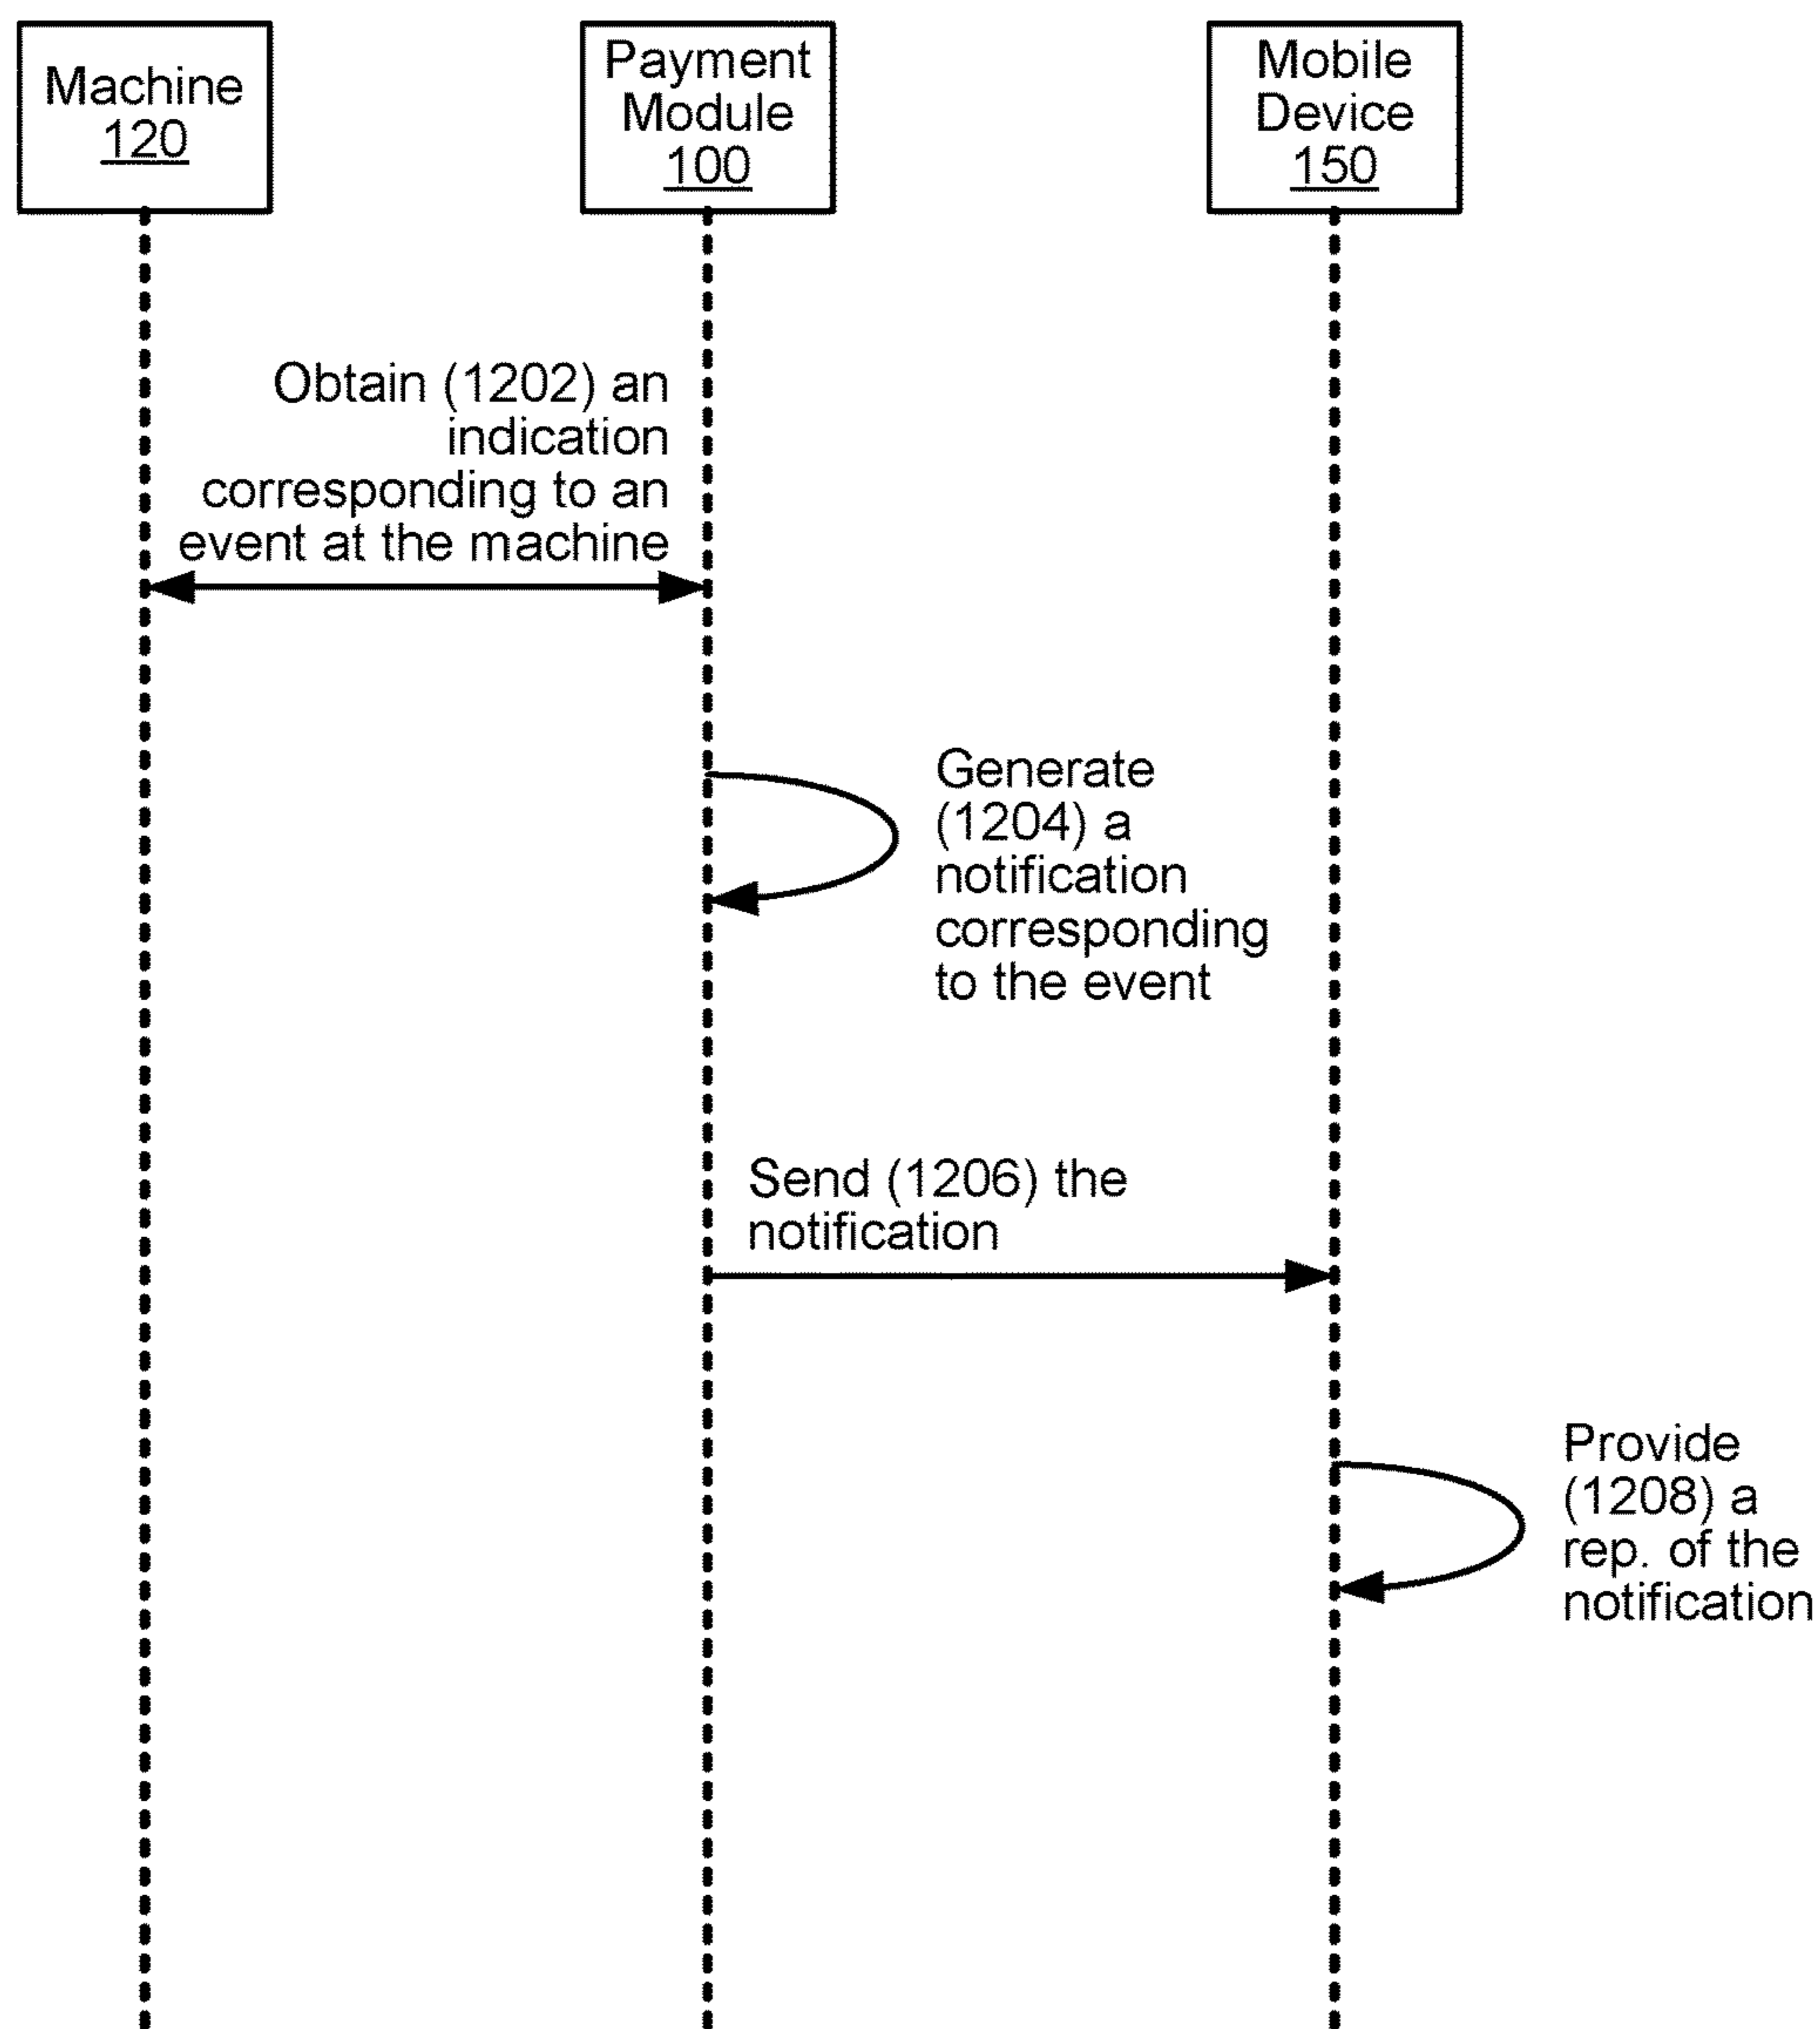 Machine
120
Payment
Module
100
Mobile
Device
150
Obtain (1202) an
indication
corresponding to an
event at the machine
Generate
(1204) a
notification
corresponding
to the event
Send (1206) the
notification
Provide
(1208) a
rep. of the
notification